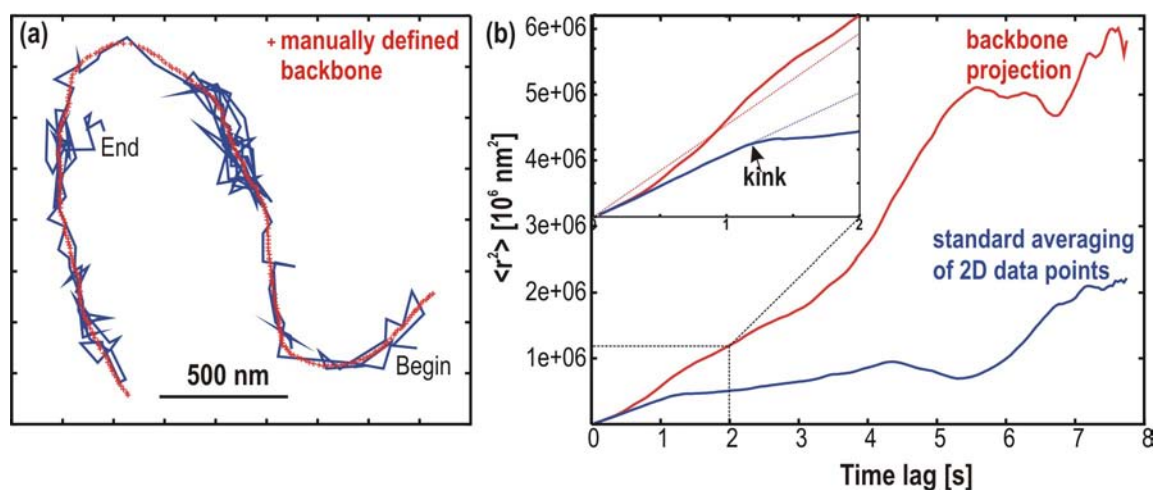 (a)
+ manually defined
backbone
End
500 nm
Begin
(b)
<r²> [10⁶ nm²]
6e+06
5e+06
4e+06
3e+06
2e+06
1e+06
0 1 2 3 4 5 6 7 8
Time lag [s]
kink
0 1 2
backbone
projection
standard averaging
of 2D data points